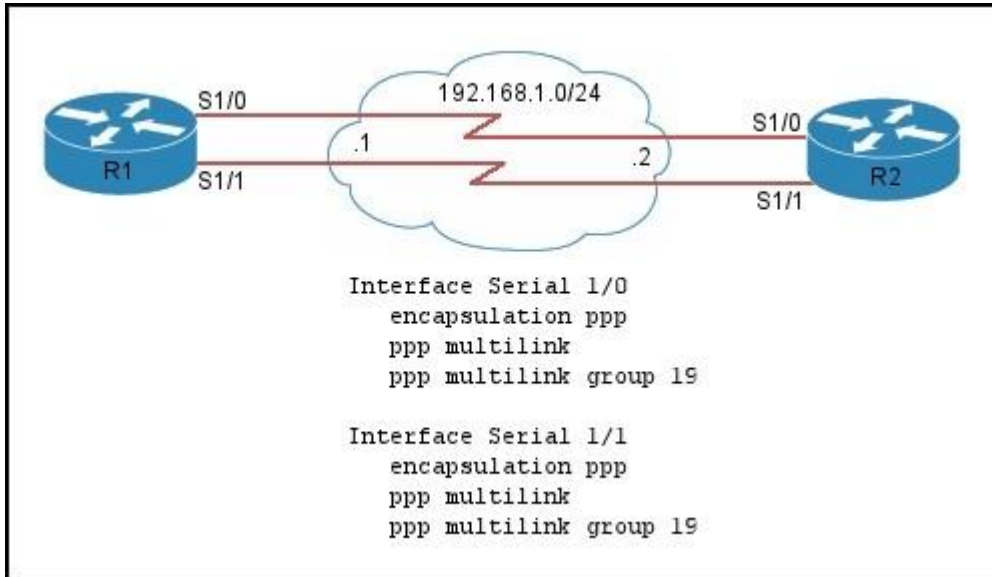 192.168.1.0/24
S1/0
S1/0
.1
.2
R1
R2
S1/1
S1/1
Interface Serial 1/0
encapsulation ppp
ppp multilink
ppp multilink group 19
Interface Serial 1/1
encapsulation ppp
ppp multilink
ppp multilink group 19